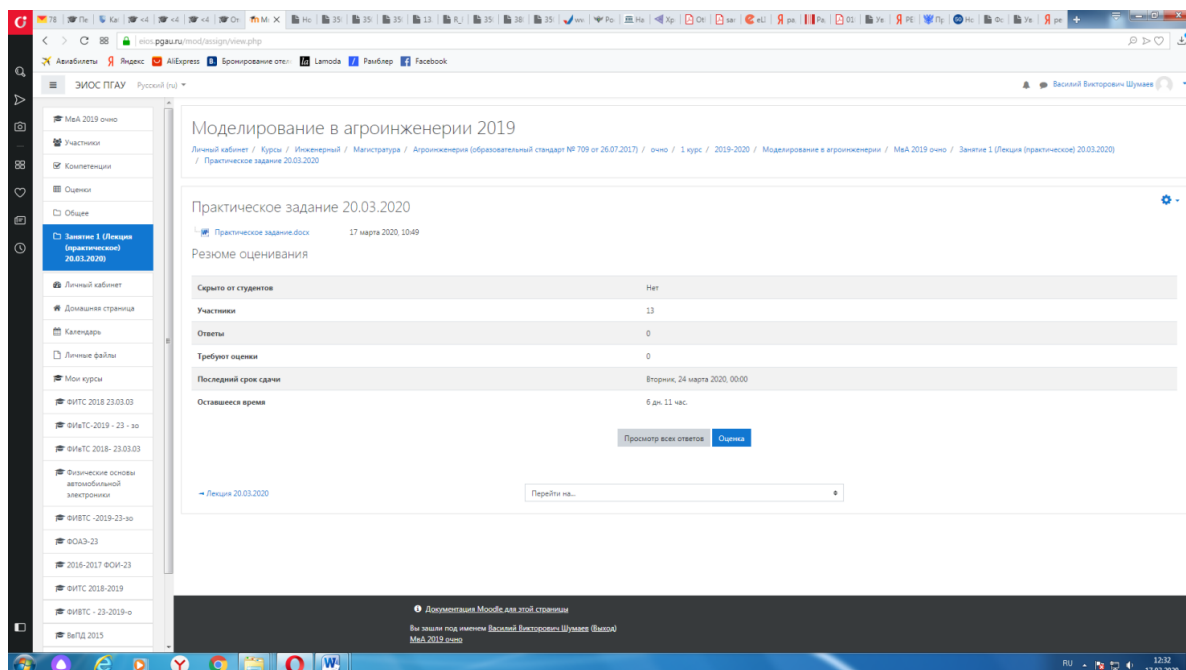 eios.pgau.ru/mod/assign/view.php
Авиабилеты Яндекс AliExpress Бронирование отел Lamoda Рамблер Facebook
ЭИОС ПГАУ Русский (ru)
Василий Викторович Шумаев
МвА 2019 очно
Участники
Компетенции
Оценки
Общее
Занятие 1 (Лекция
(практическое)
20.03.2020)
Личный кабинет
Домашняя страница
Календарь
Личные файлы
Мои курсы
ФИТС 2018 23.03.03
ФИвТС-2019 - 23 - зо
ФИвТС 2018- 23.03.03
Физические основы
автомобильной
электроники
ФИВТС -2019-23-зо
ФОАЭ-23
2016-2017 ФОИ-23
ФИТС 2018-2019
ФИВТС - 23-2019-о
ВвПД 2015
Моделирование в агроинженерии 2019
Личный кабинет / Курсы / Инженерный / Магистратура / Агроинженерия (образовательный стандарт № 709 от 26.07.2017) / очно / 1 курс / 2019-2020 / Моделирование в агроинженерии / МвА 2019 очно / Занятие 1 (Лекция (практическое) 20.03.2020)
/ Практическое задание 20.03.2020
Практическое задание 20.03.2020
Практическое задание.docx 17 марта 2020, 10:49
Резюме оценивания
Скрыто от студентов Нет
Участники 13
Ответы 0
Требуют оценки 0
Последний срок сдачи Вторник, 24 марта 2020, 00:00
Оставшееся время 6 дн. 11 час.
Просмотр всех ответов Оценка
Лекция 20.03.2020 Перейти на...
Документация Moodle для этой страницы
Вы зашли под именем Василий Викторович Шумаев (Выход)
МвА 2019 очно
RU 12:32